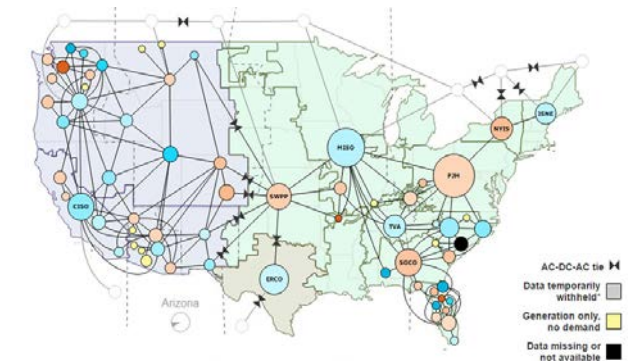 ISNE
NYIS
MISO
PJM
SWPP
CISO
TVA
SOCO
ERCO
AC-DC-AC tie
Data temporarily
withheld*
Arizona
Generation only,
no demand
Data missing or
not available